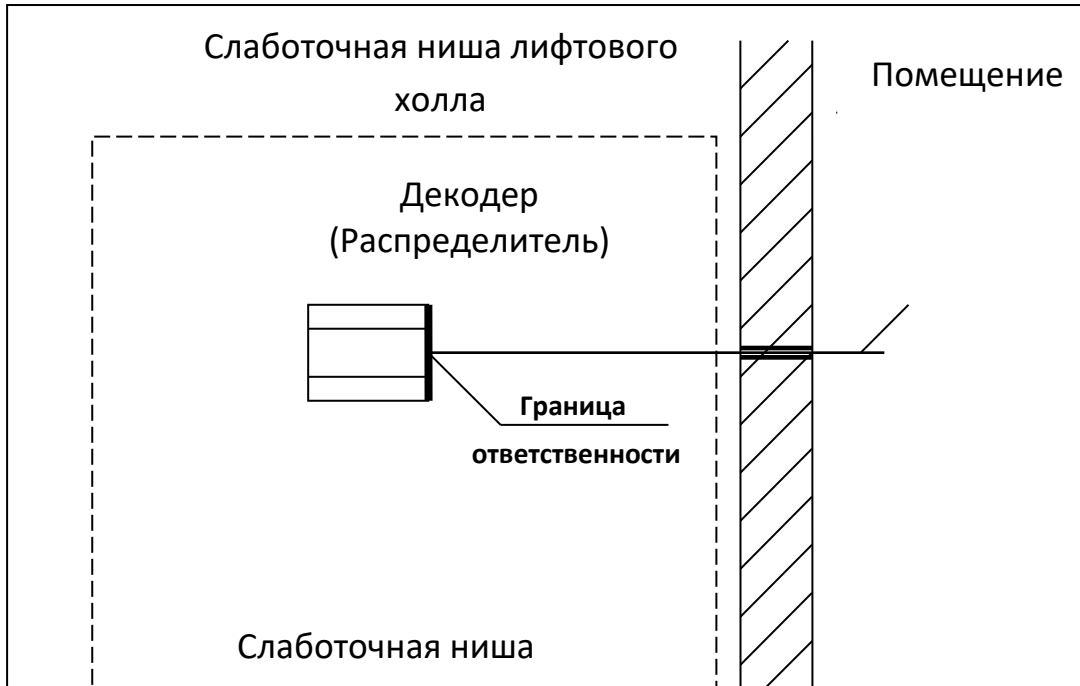 Слаботочная ниша лифтового
холла
Помещение
Декодер
(Распределитель)
Граница
ответственности
Слаботочная ниша